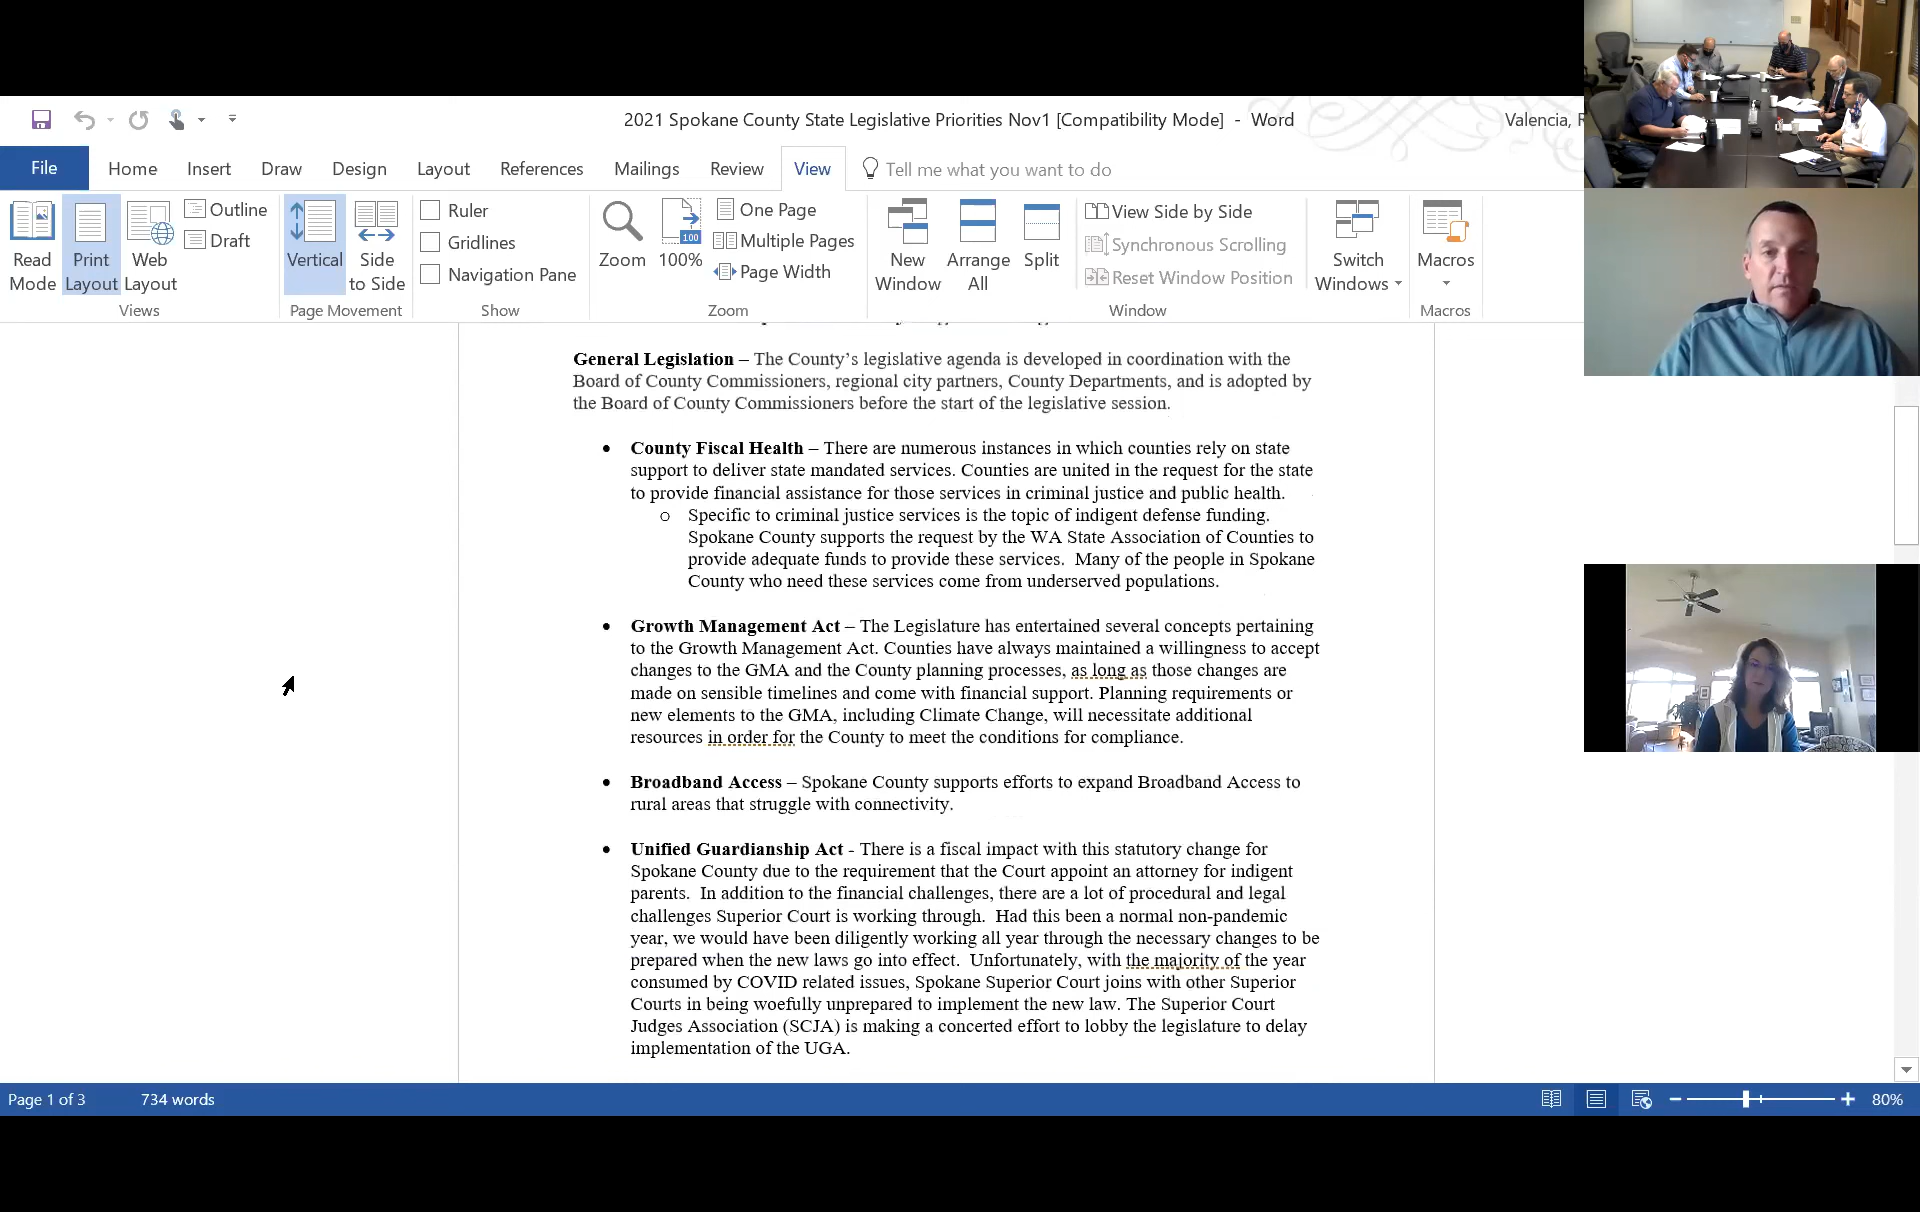 2021 Spokane County State Legislative Priorities Nov1 [Compatibility Mode] - Word
Valencia, R
File Home Insert Draw Design Layout References Mailings Review View Tell me what you want to do
Read Mode
Print Layout
Web Layout
Outline
Draft
Views
Vertical
Side to Side
Page Movement
Ruler
Gridlines
Navigation Pane
Show
Zoom
100
100%
One Page
Multiple Pages
Page Width
Zoom
New Window
Arrange All
Split
View Side by Side
Synchronous Scrolling
Reset Window Position
Window
Switch Windows
Macros
Macros
General Legislation – The County’s legislative agenda is developed in coordination with the
Board of County Commissioners, regional city partners, County Departments, and is adopted by
the Board of County Commissioners before the start of the legislative session.
• County Fiscal Health – There are numerous instances in which counties rely on state
support to deliver state mandated services. Counties are united in the request for the state
to provide financial assistance for those services in criminal justice and public health.
o Specific to criminal justice services is the topic of indigent defense funding.
Spokane County supports the request by the WA State Association of Counties to
provide adequate funds to provide these services.  Many of the people in Spokane
County who need these services come from underserved populations.
• Growth Management Act – The Legislature has entertained several concepts pertaining
to the Growth Management Act. Counties have always maintained a willingness to accept
changes to the GMA and the County planning processes, as long as those changes are
made on sensible timelines and come with financial support. Planning requirements or
new elements to the GMA, including Climate Change, will necessitate additional
resources in order for the County to meet the conditions for compliance.
• Broadband Access – Spokane County supports efforts to expand Broadband Access to
rural areas that struggle with connectivity.
• Unified Guardianship Act - There is a fiscal impact with this statutory change for
Spokane County due to the requirement that the Court appoint an attorney for indigent
parents.  In addition to the financial challenges, there are a lot of procedural and legal
challenges Superior Court is working through.  Had this been a normal non-pandemic
year, we would have been diligently working all year through the necessary changes to be
prepared when the new laws go into effect.  Unfortunately, with the majority of the year
consumed by COVID related issues, Spokane Superior Court joins with other Superior
Courts in being woefully unprepared to implement the new law. The Superior Court
Judges Association (SCJA) is making a concerted effort to lobby the legislature to delay
implementation of the UGA.
Page 1 of 3 734 words 80%